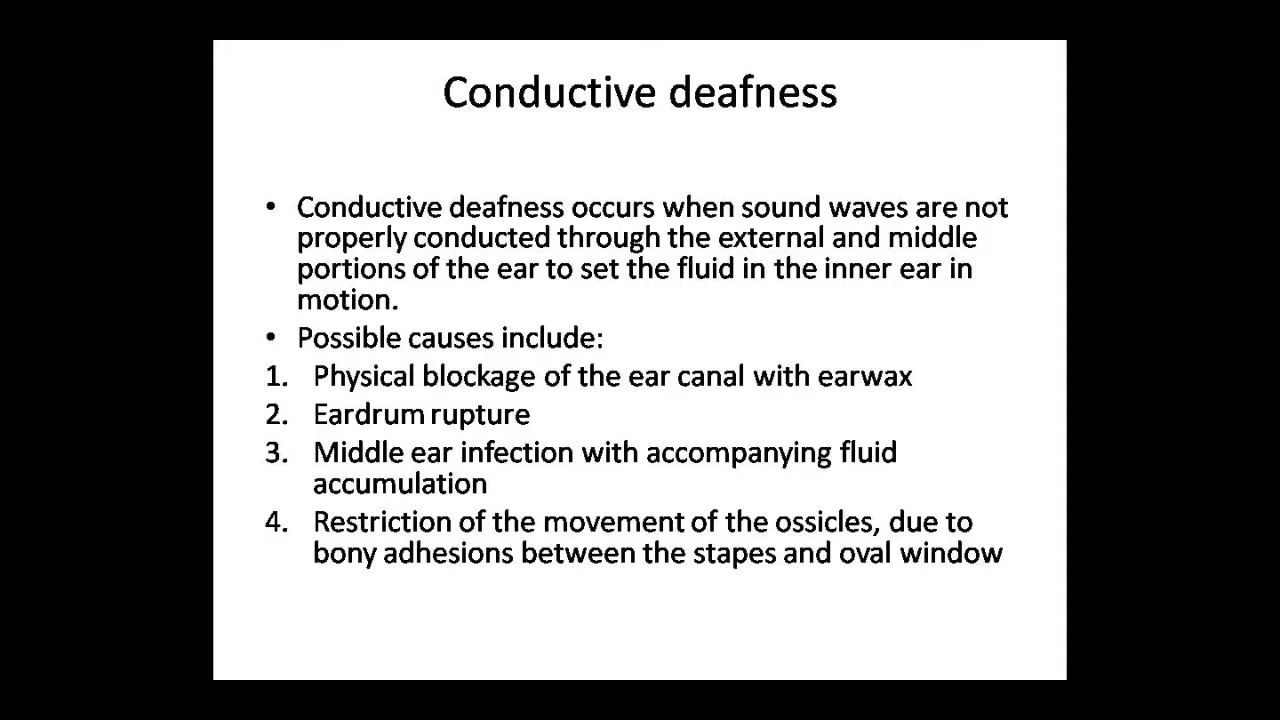 Conductive deafness
• Conductive deafness occurs when sound waves are not
properly conducted through the external and middle
portions of the ear to set the fluid in the inner ear in
motion.
• Possible causes include:
1. Physical blockage of the ear canal with earwax
2. Eardrum rupture
3. Middle ear infection with accompanying fluid
accumulation
4. Restriction of the movement of the ossicles, due to
bony adhesions between the stapes and oval window